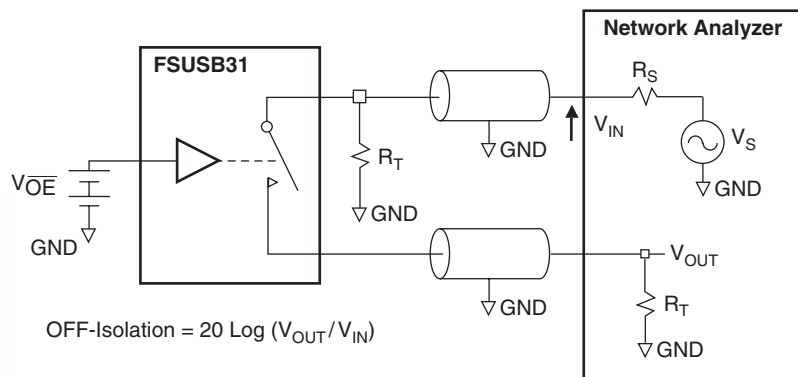 Network Analyzer
FSUSB31
R_S
V_IN
V_S
GND
GND
R_T
V_OE̅
GND
GND
V_OUT
R_T
GND
GND
OFF-Isolation = 20 Log (V_OUT/V_IN)